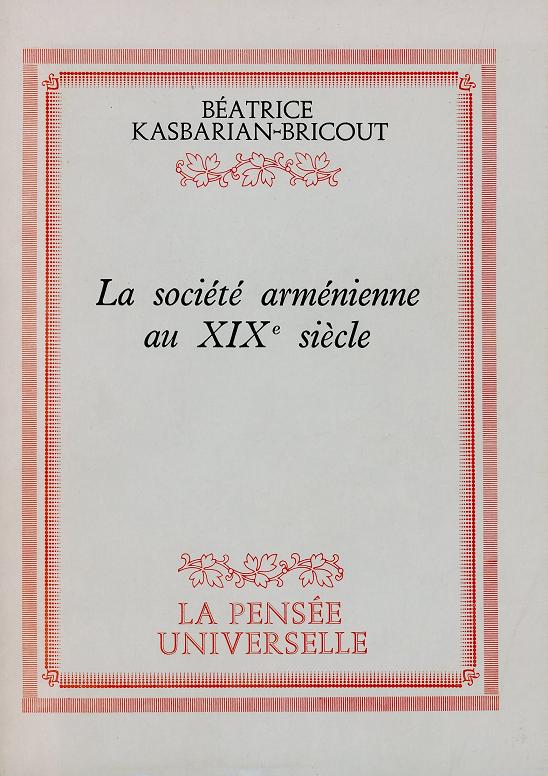 BÉATRICE
KASBARIAN-BRICOUT
La société arménienne
au XIXe siècle
LA PENSÉE
UNIVERSELLE